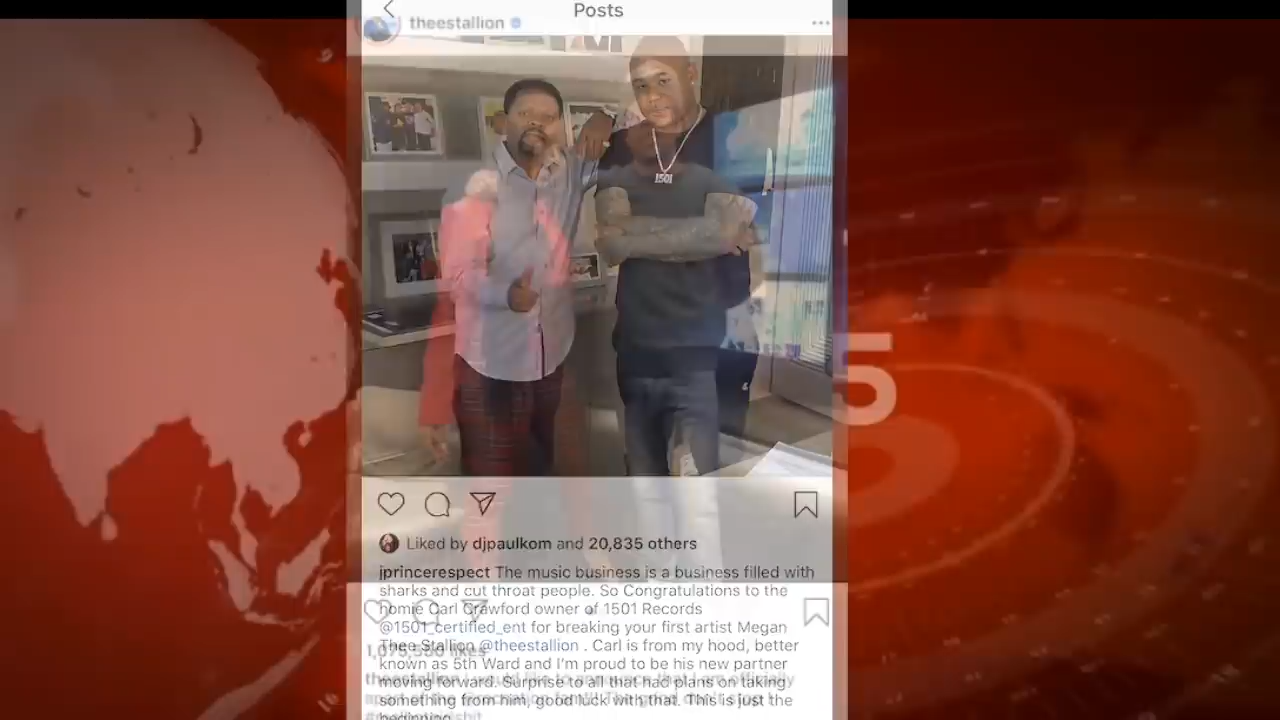 Posts
theestallion
1501
5
Liked by djpaulkom and 20,835 others
jprincerespect The music business is a business filled with
sharks and cut throat people. So Congratulations to the
homie Carl Crawford owner of 1501 Records
@1501_certified_ent for breaking your first artist Megan
Thee Stallion @theestallion . Carl is from my hood, better
known as 5th Ward and I'm proud to be his new partner
moving forward. Surprise to all that had plans on taking
something from him, good luck with that. This is just the
beginning
theestallion